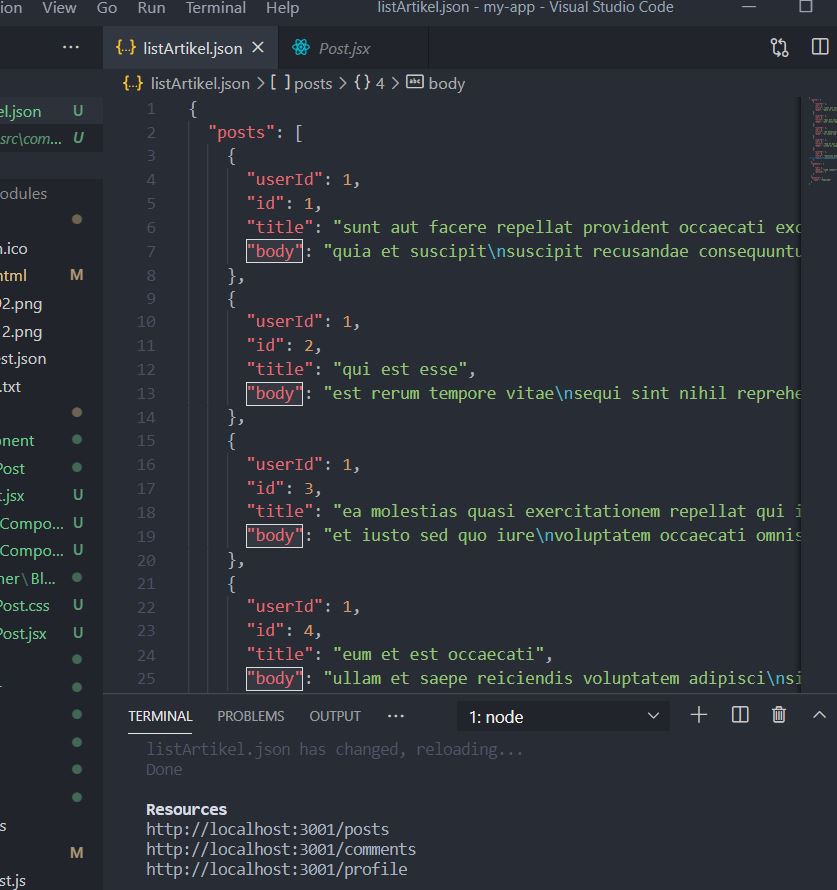 ion View Go Run Terminal Help listArtikel.json - my-app - Visual Studio Code
... {..} listArtikel.json × Post.jsx
{..} listArtikel.json > [ ] posts > {} 4 > abc body
el.json U
src\com... U
odules
n.ico
html M
02.png
12.png
est.json
.txt
onent
Post
t.jsx U
Compo... U
Compo... U
ner\Bl...
Post.css U
Post.jsx U
s
M
st.js
1 {
2 "posts": [
3 {
4 "userId": 1,
5 "id": 1,
6 "title": "sunt aut facere repellat provident occaecati exc
7 "body": "quia et suscipit\nsuscipit recusandae consequuntu
8 },
9 {
10 "userId": 1,
11 "id": 2,
12 "title": "qui est esse",
13 "body": "est rerum tempore vitae\nsequi sint nihil reprehe
14 },
15 {
16 "userId": 1,
17 "id": 3,
18 "title": "ea molestias quasi exercitationem repellat qui i
19 "body": "et iusto sed quo iure\nvoluptatem occaecati omnis
20 },
21 {
22 "userId": 1,
23 "id": 4,
24 "title": "eum et est occaecati",
25 "body": "ullam et saepe reiciendis voluptatem adipisci\nsi
TERMINAL PROBLEMS OUTPUT ... 1: node
listArtikel.json has changed, reloading...
Done
Resources
http://localhost:3001/posts
http://localhost:3001/comments
http://localhost:3001/profile